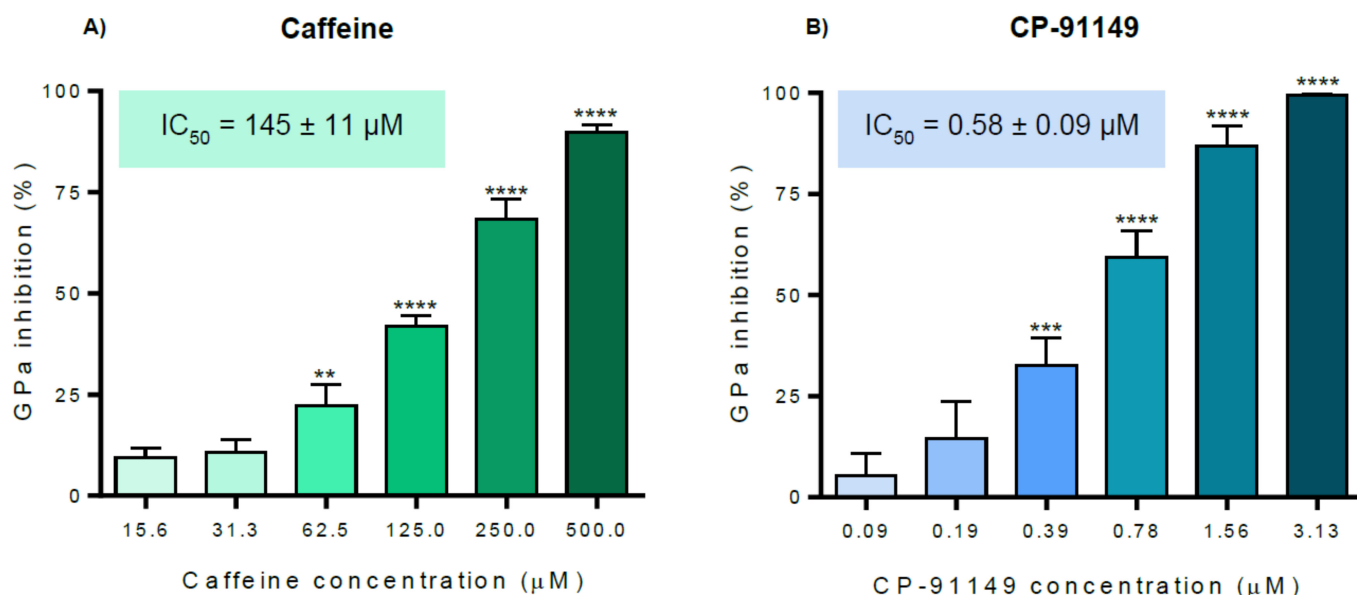 A) Caffeine
GPa inhibition (%)
100
75
50
25
0
IC50 = 145 ± 11 µM
**
****
****
****
15.6 31.3 62.5 125.0 250.0 500.0
Caffeine concentration (µM)
B) CP-91149
GPa inhibition (%)
100
75
50
25
0
IC50 = 0.58 ± 0.09 µM
***
****
****
****
0.09 0.19 0.39 0.78 1.56 3.13
CP-91149 concentration (µM)